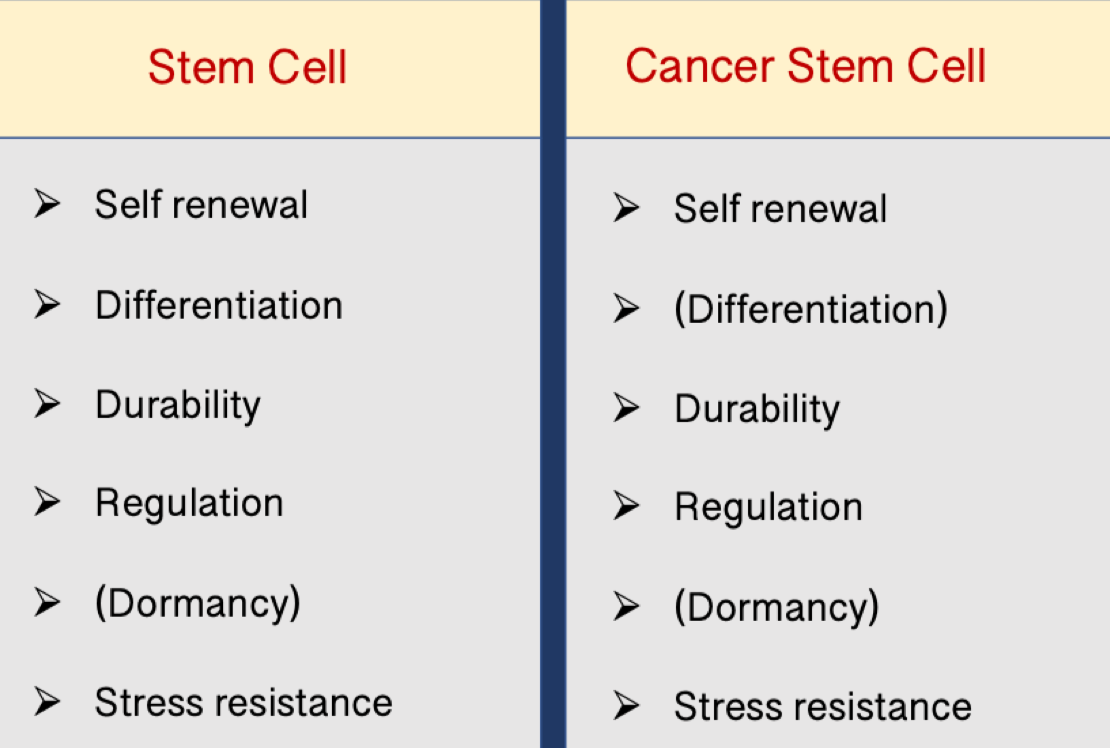 Stem Cell
Self renewal
Differentiation
Durability
Regulation
(Dormancy)
Stress resistance
Cancer Stem Cell
Self renewal
(Differentiation)
Durability
Regulation
(Dormancy)
Stress resistance